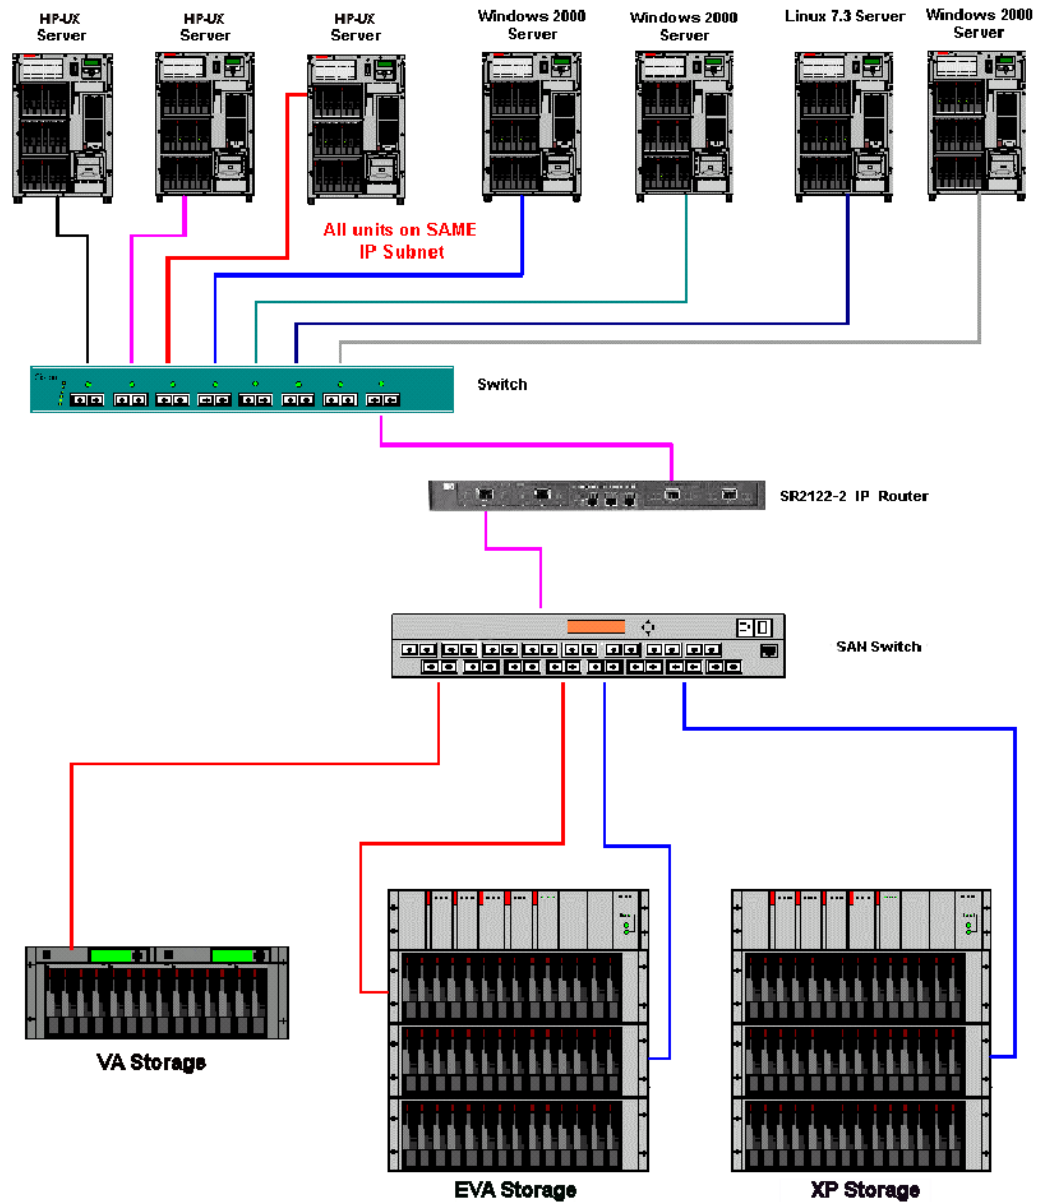 HP-UX
Server
HP-UX
Server
HP-UX
Server
Windows 2000
Server
Windows 2000
Server
Linux 7.3 Server
Windows 2000
Server
All units on SAME
IP Subnet
Switch
SR2122-2 IP Router
SAN Switch
VA Storage
EVA Storage
XP Storage